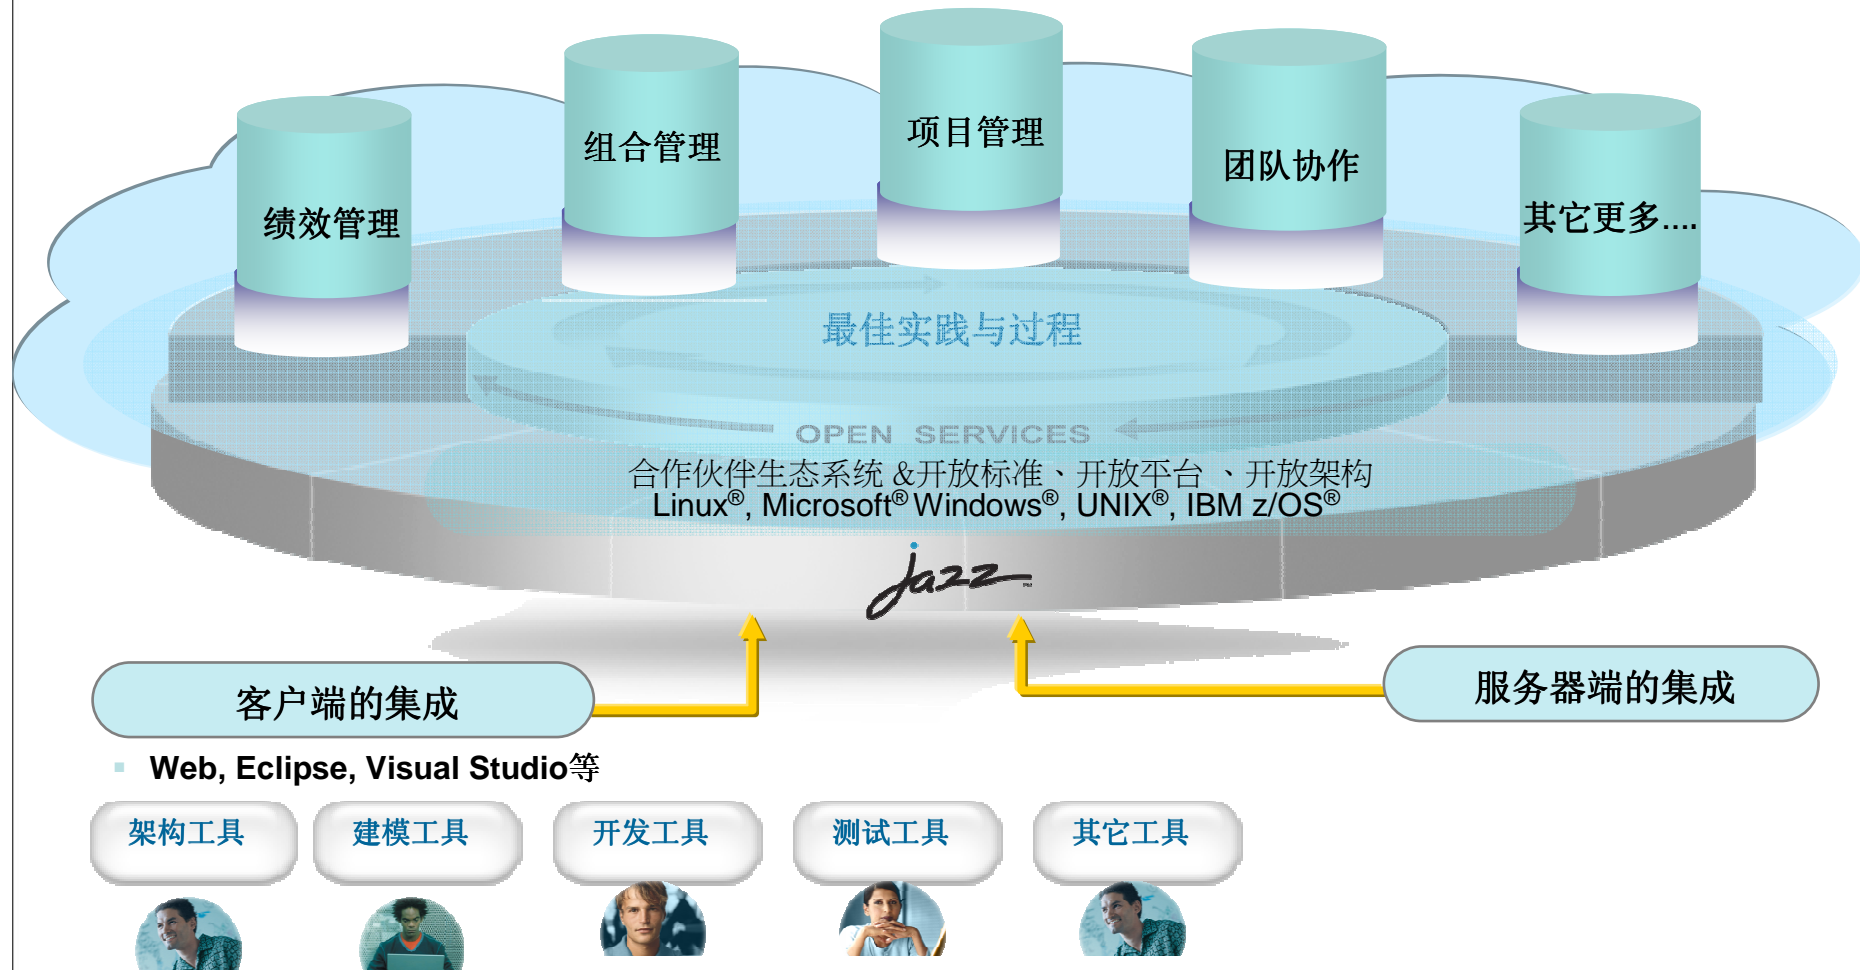 绩效管理
组合管理
项目管理
团队协作
其它更多....
最佳实践与过程
OPEN SERVICES
合作伙伴生态系统 &开放标准、开放平台 、开放架构
Linux®, Microsoft® Windows®, UNIX®, IBM z/OS®
jazz
客户端的集成
服务器端的集成
Web, Eclipse, Visual Studio等
架构工具
建模工具
开发工具
测试工具
其它工具